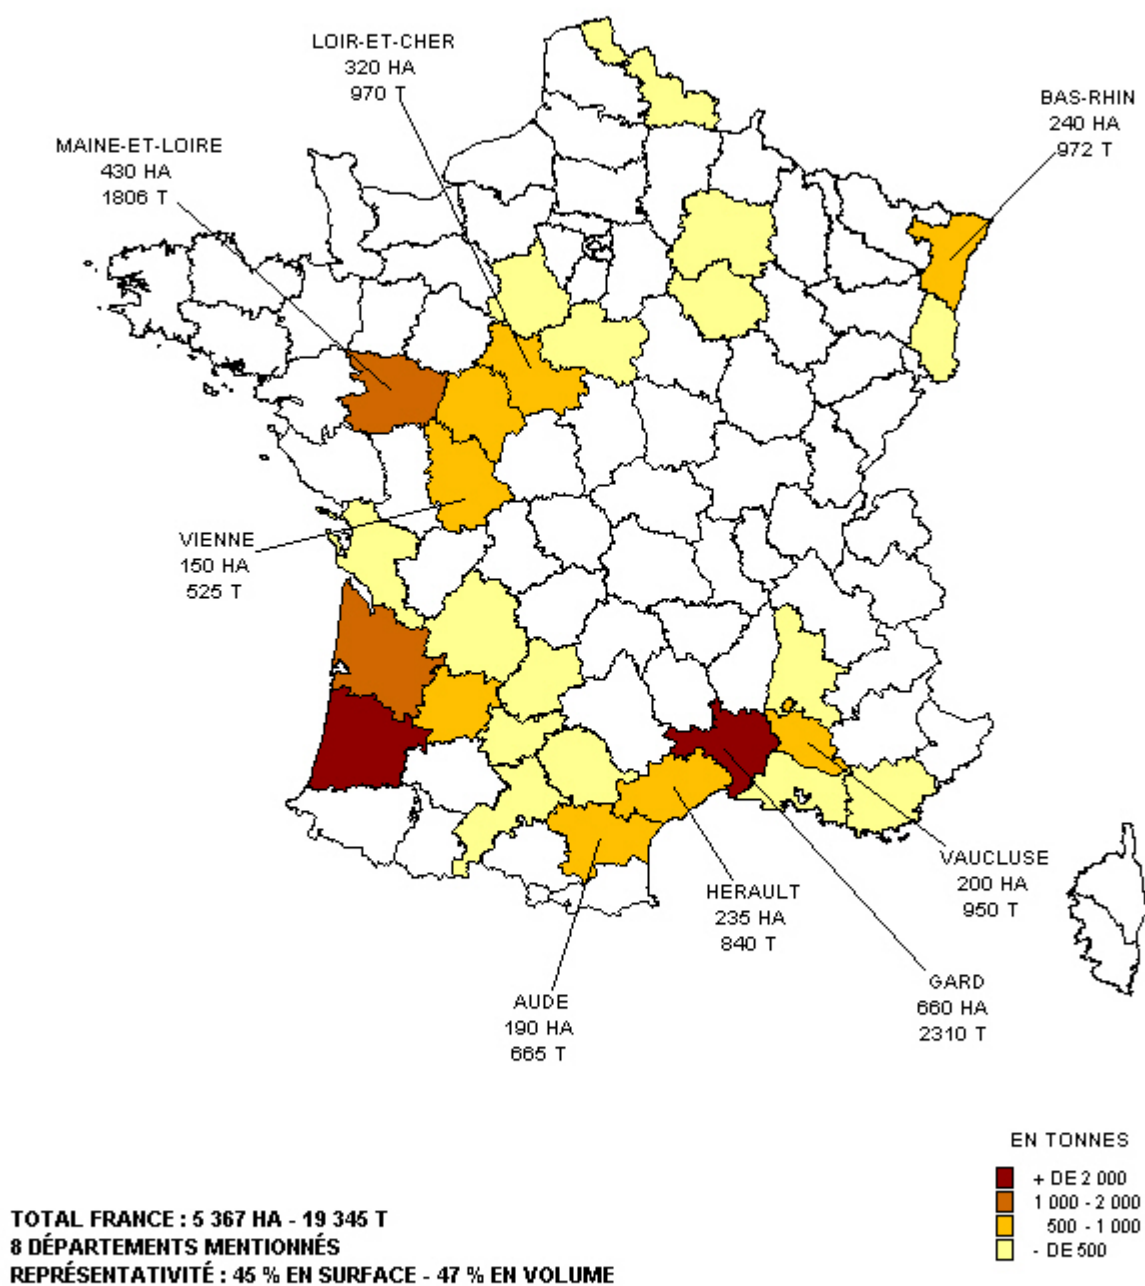 LOIR-ET-CHER
320 HA
970 T
BAS-RHIN
240 HA
972 T
MAINE-ET-LOIRE
430 HA
1806 T
VIENNE
150 HA
525 T
VAUCLUSE
200 HA
950 T
HERAULT
235 HA
840 T
GARD
660 HA
2310 T
AUDE
190 HA
665 T
EN TONNES
+ DE 2 000
1 000 - 2 000
500 - 1 000
- DE 500
TOTAL FRANCE : 5 367 HA - 19 345 T
8 DÉPARTEMENTS MENTIONNÉS
REPRÉSENTATIVITÉ : 45 % EN SURFACE - 47 % EN VOLUME